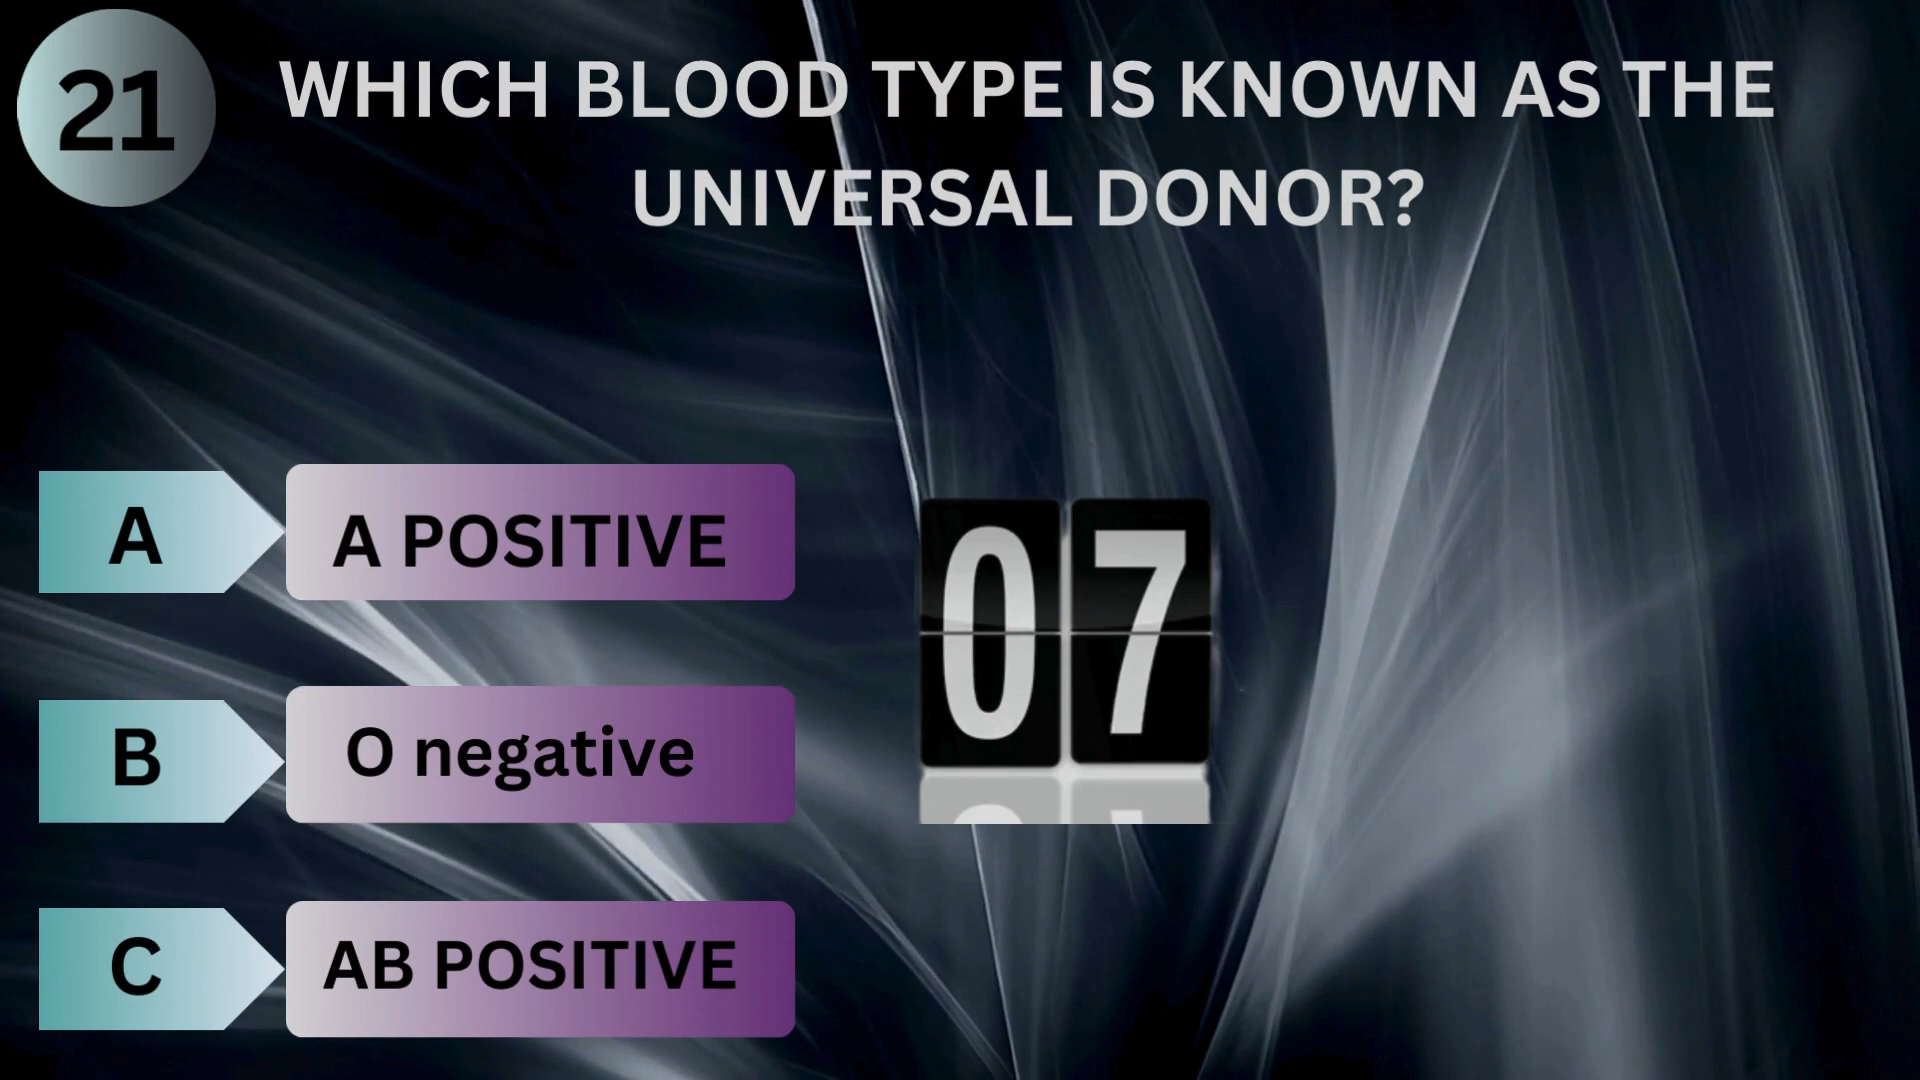 21
WHICH BLOOD TYPE IS KNOWN AS THE
UNIVERSAL DONOR?
A
A POSITIVE
B
O negative
C
AB POSITIVE
07